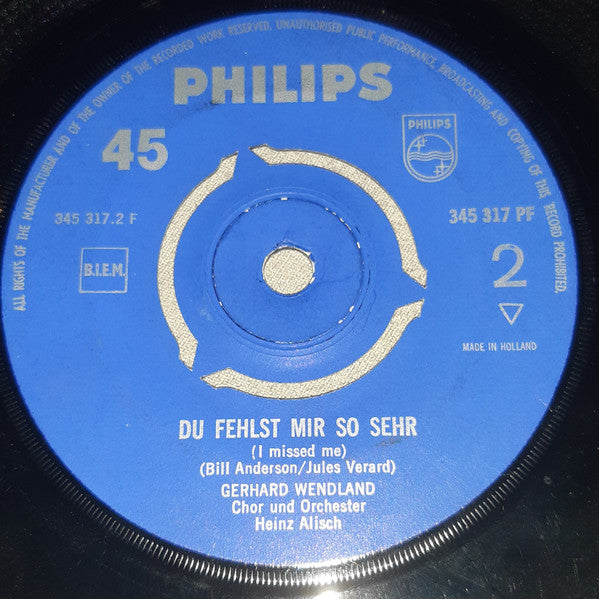 ALL RIGHTS OF THE MANUFACTURER AND OF THE OWNER OF THE RECORDED WORK RESERVED. UNAUTHORISED PUBLIC PERFORMANCE, BROADCASTING AND COPYING OF THIS RECORD PROHIBITED.
PHILIPS
45
PHILIPS
345 317.2 F
345 317 PF
B.I.E.M.
2
MADE IN HOLLAND
DU FEHLST MIR SO SEHR
(I missed me)
(Bill Anderson/Jules Verard)
GERHARD WENDLAND
Chor und Orchester
Heinz Alisch